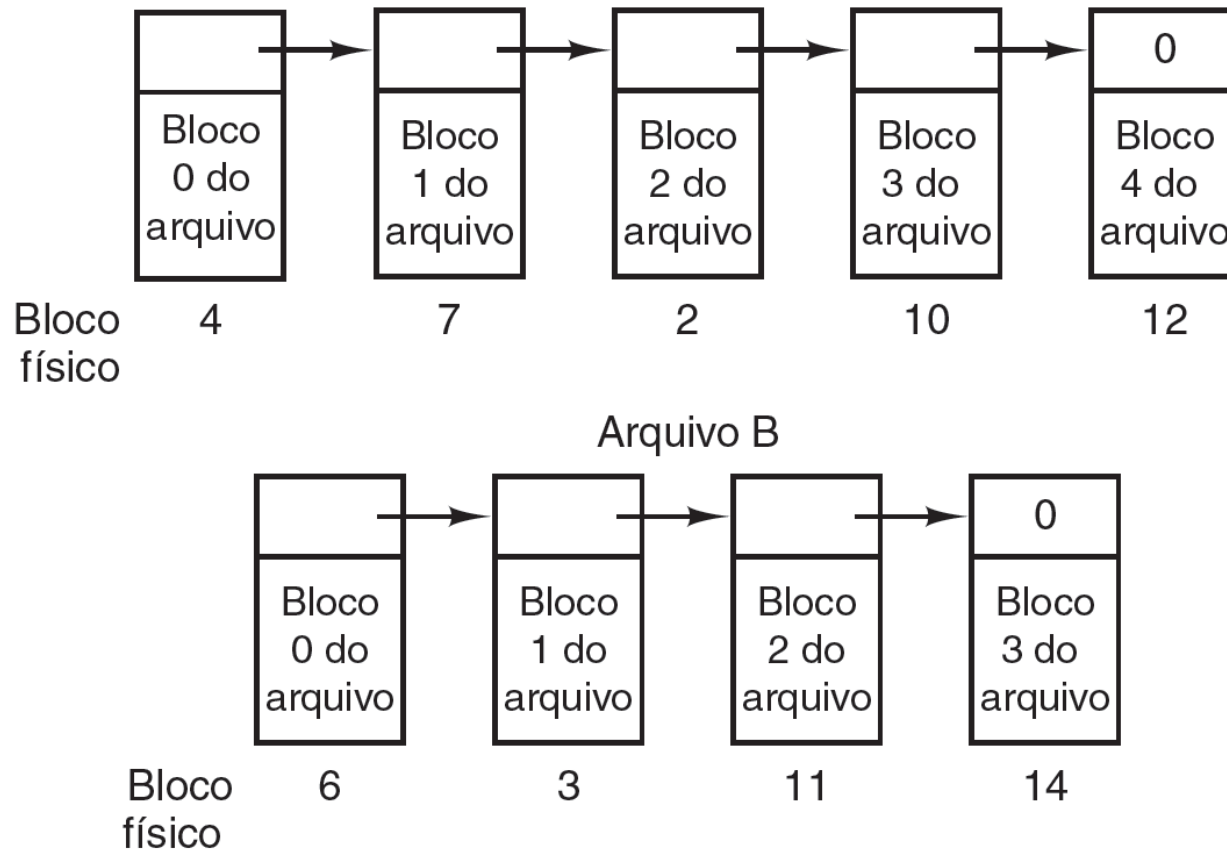 0
Bloco
0 do
arquivo
Bloco
1 do
arquivo
Bloco
2 do
arquivo
Bloco
3 do
arquivo
Bloco
4 do
arquivo
Bloco
físico
4 7 2 10 12
Arquivo B
0
Bloco
0 do
arquivo
Bloco
1 do
arquivo
Bloco
2 do
arquivo
Bloco
3 do
arquivo
Bloco
físico
6 3 11 14